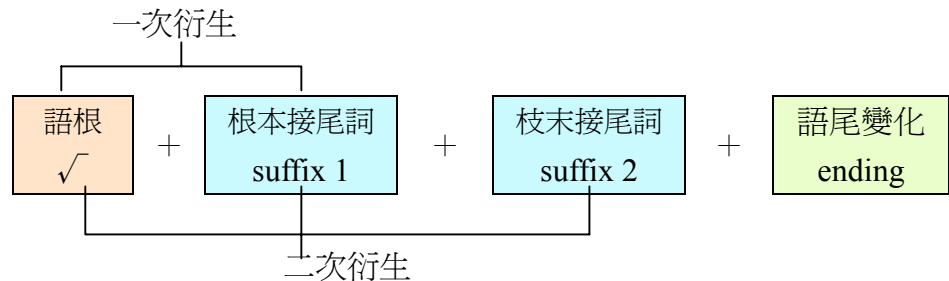 一次衍生
語根 + 根本接尾詞 + 枝末接尾詞 + 語尾變化
√ suffix 1 suffix 2 ending
二次衍生